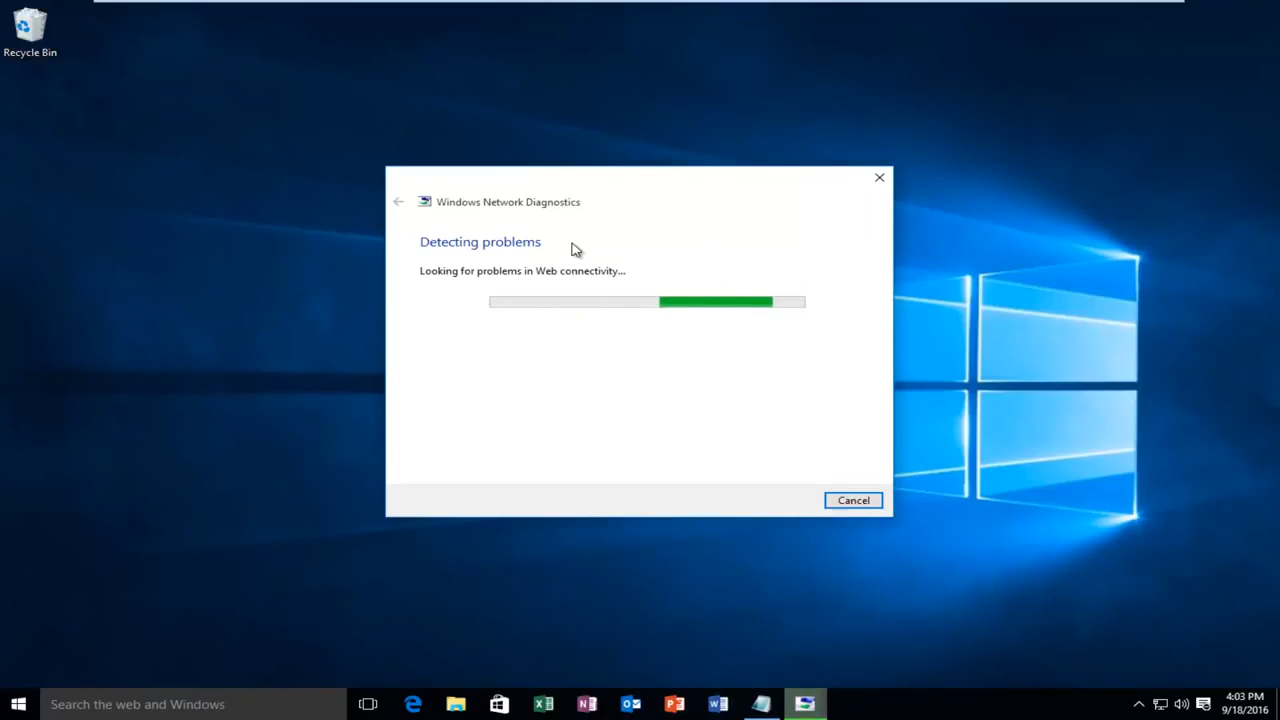 Recycle Bin
Windows Network Diagnostics
Detecting problems
Looking for problems in Web connectivity...
Cancel
Search the web and Windows
4:03 PM
9/18/2016